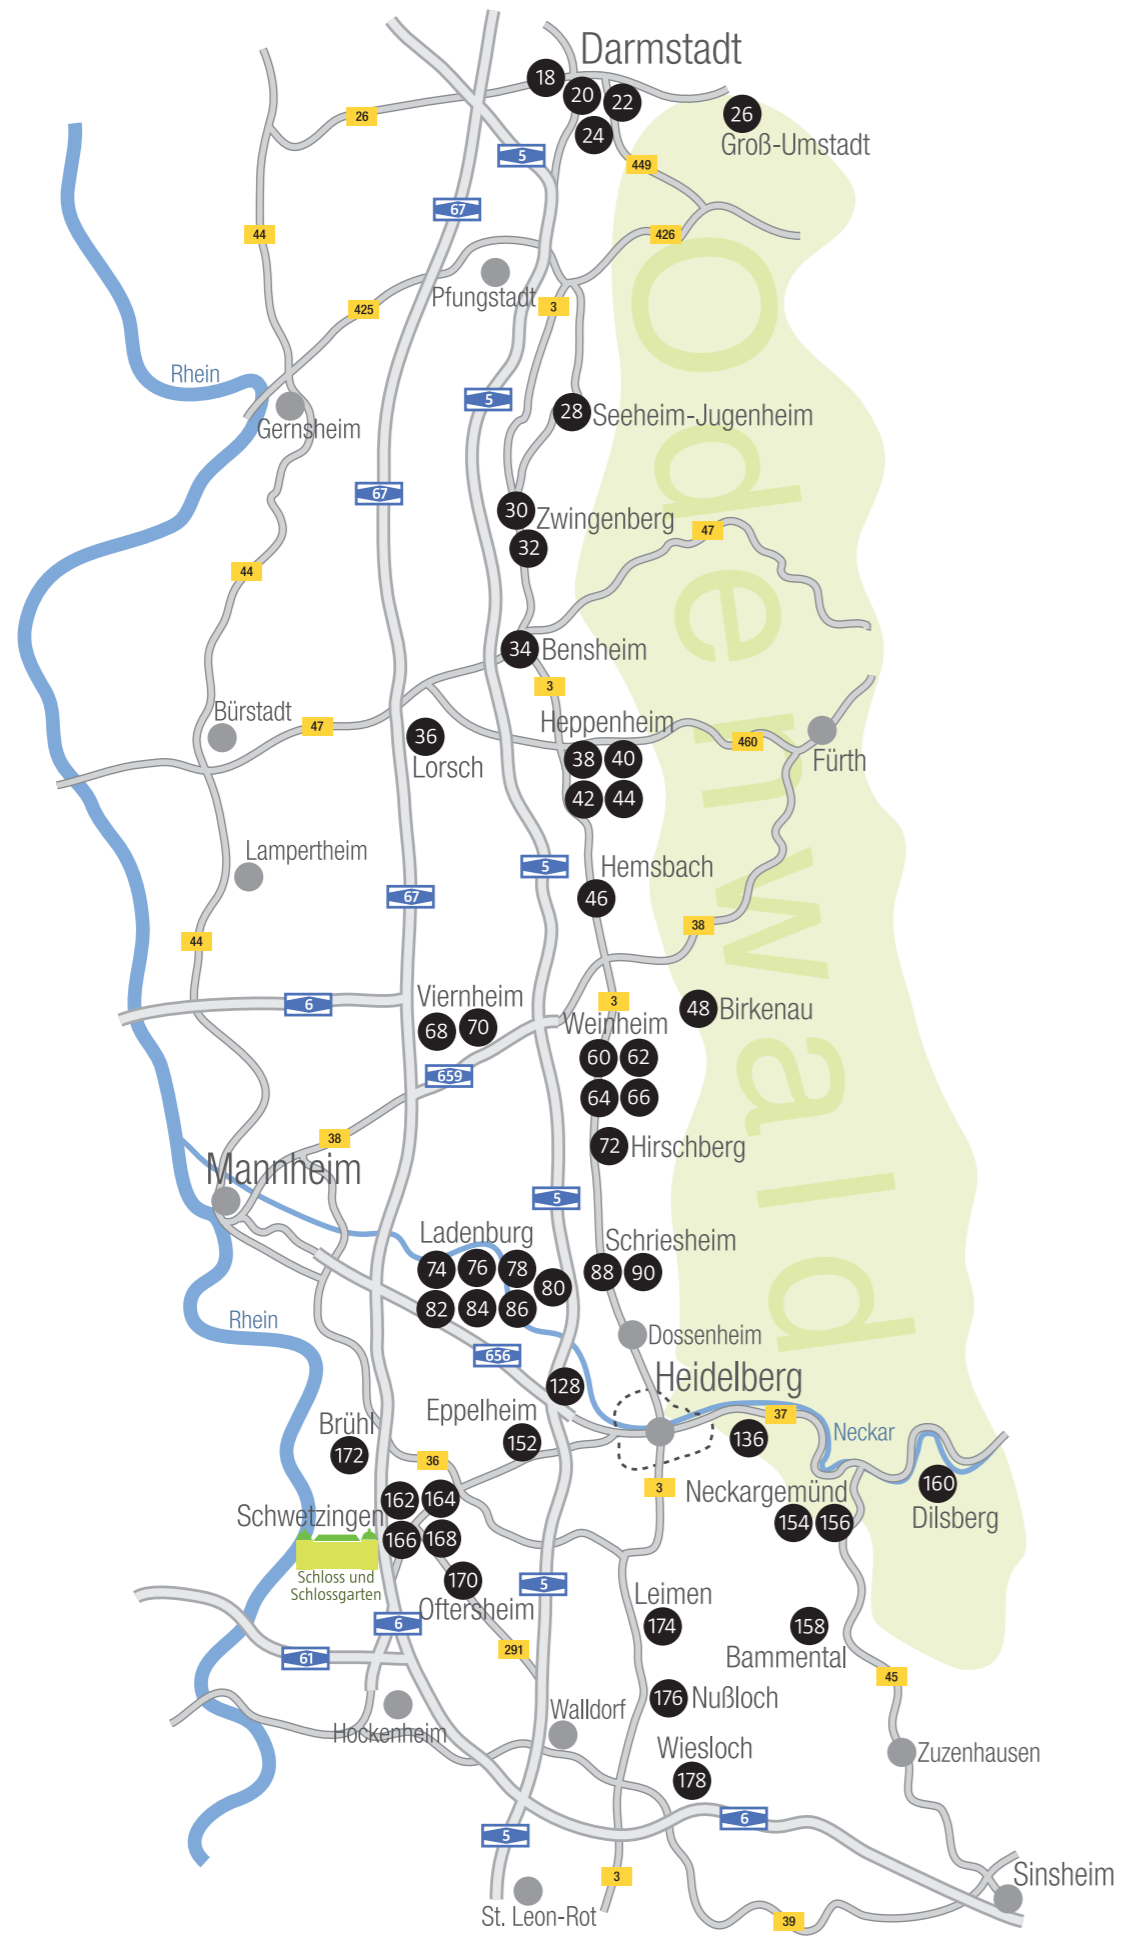 Darmstadt
18
20
22
24
26
26
Groß-Umstadt
5
449
67
44
426
Pfungstadt
425
3
Rhein
5
28
Seeheim-Jugenheim
Gernsheim
67
30
Zwingenberg
32
47
44
34
Bensheim
3
Bürstadt
47
36
Lorsch
Heppenheim
38
40
42
44
460
Fürth
Odenwald
Lampertheim
5
Hemsbach
46
67
38
44
6
Viernheim
68
70
3
48
Birkenau
Weinheim
60
62
64
66
659
38
72
Hirschberg
Mannheim
5
Ladenburg
74
76
78
80
82
84
86
Schriesheim
88
90
Rhein
Dossenheim
656
128
Heidelberg
37
136
Neckar
Eppelheim
152
Brühl
172
36
3
Neckargemünd
154
156
160
Dilsberg
162
164
Schwetzingen
166
168
Schloss und
Schlossgarten
170
Oftersheim
5
Leimen
174
158
Bammental
6
61
291
45
176
Nußloch
Hockenheim
Walldorf
Wiesloch
178
Zuzenhausen
6
5
3
Sinsheim
St. Leon-Rot
39